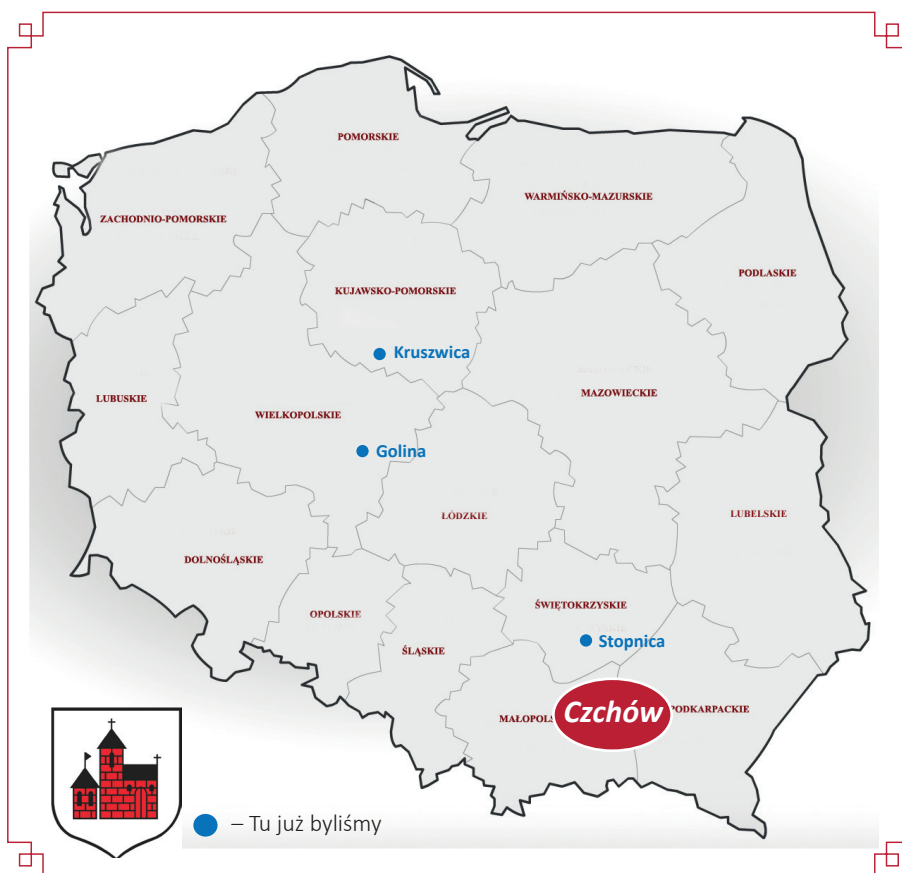 POMORSKIE
WARMIŃSKO-MAZURSKIE
ZACHODNIO-POMORSKIE
PODLASKIE
KUJAWSKO-POMORSKIE
Kruszwica
MAZOWIECKIE
LUBUSKIE
WIELKOPOLSKIE
Golina
ŁÓDZKIE
LUBELSKIE
DOLNOŚLĄSKIE
ŚWIĘTOKRZYSKIE
OPOLSKIE
Stopnica
ŚLĄSKIE
MAŁOPOLS
Czchów
PODKARPACKIE
– Tu już byliśmy